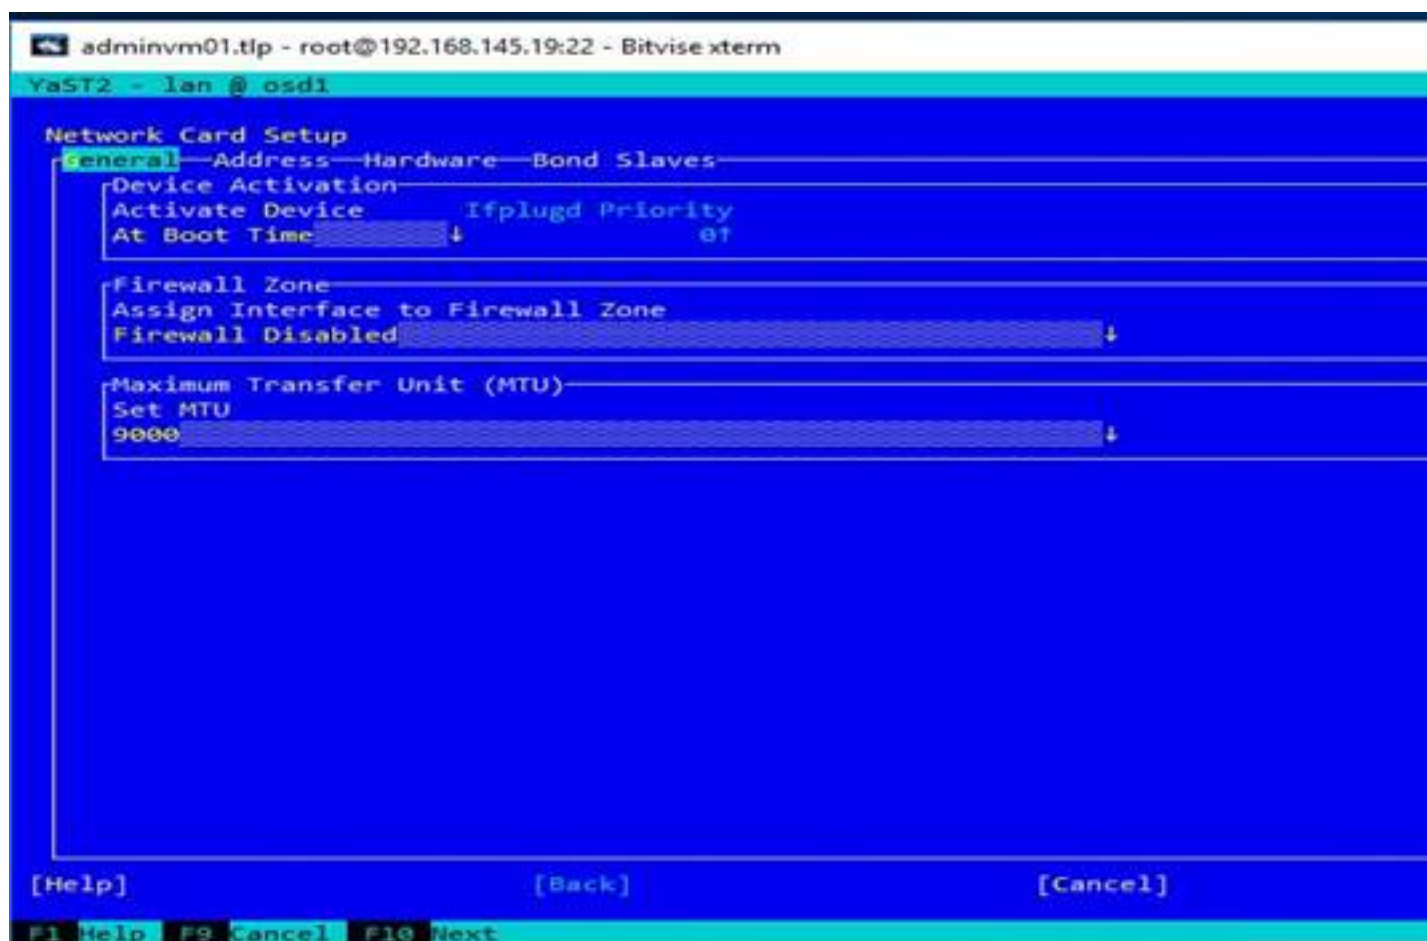 adminvm01.tlp - root@192.168.145.19:22 - Bitvise xterm
YaST2 - lan @ osd1
Network Card Setup
General Address Hardware Bond Slaves
Device Activation
Activate Device Ifplugd Priority
At Boot Time↓ 0↑
Firewall Zone
Assign Interface to Firewall Zone
Firewall Disabled↓
Maximum Transfer Unit (MTU)
Set MTU
9000↓
[Help] [Back] [Cancel]
F1 Help F9 Cancel F10 Next